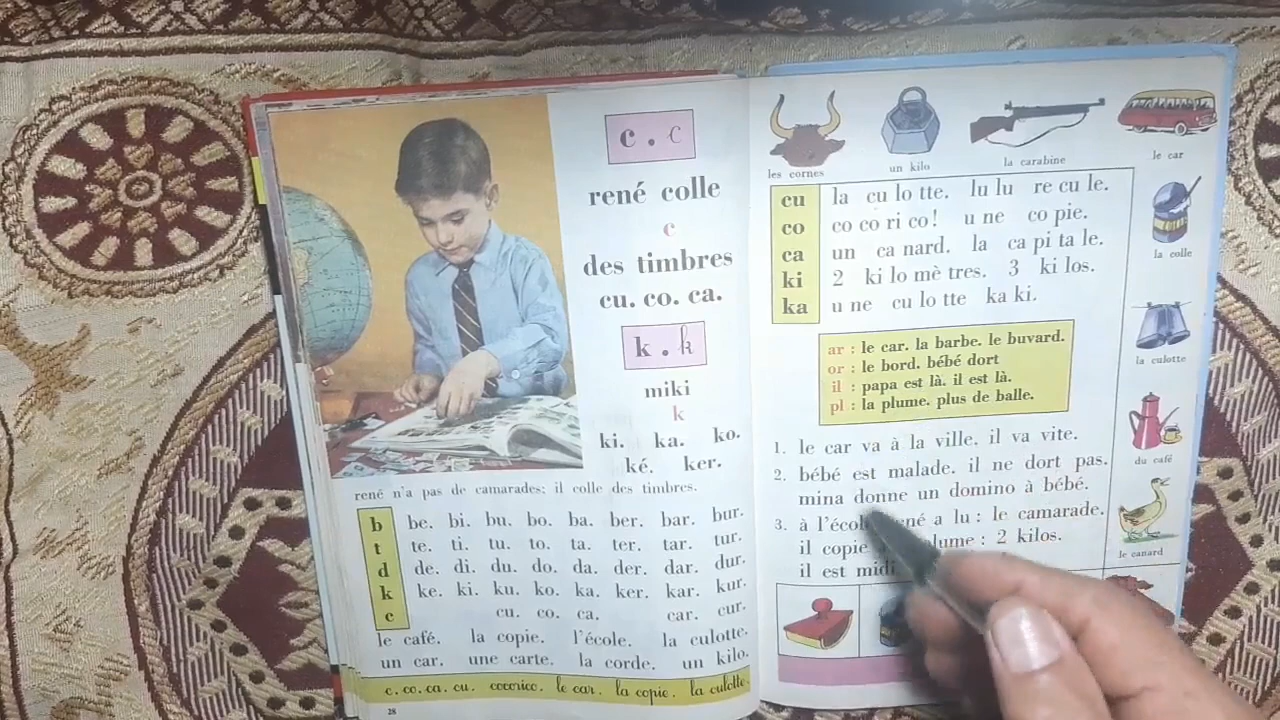 c . c
rené colle
c
des timbres
cu. co. ca.
k . k
miki
k
ki. ka. ko.
ké. ker.
rené n'a pas de camarades: il colle des timbres.
b be. bi. bu. bo. ba. ber. bar. bur.
t te. ti. tu. to. ta. ter. tar. tur.
d de. di. du. do. da. der. dar. dur.
k ke. ki. ku. ko. ka. ker. kar. kur.
c cu. co. ca. car. cur.
le café. la copie. l'école. la culotte.
un car. une carte. la corde. un kilo.
c. co. ca. cu. cocorico. le car. la copie. la culotte.
28
les cornes
un kilo
la carabine
le car
cu la cu lo tte. lu lu re cu le.
co co co ri co! u ne co pie.
ca un ca nard. la ca pi ta le.
ki 2 ki lo mè tres. 3 ki los.
ka u ne cu lo tte ka ki.
la colle
la culotte
du café
le canard
ar : le car. la barbe. le buvard.
or : le bord. bébé dort
il : papa est là. il est là.
pl : la plume. plus de balle.
1. le car va à la ville. il va vite.
2. bébé est malade. il ne dort pas.
mina donne un domino à bébé.
3. à l'école a lu : le camarade.
il copie : 2 kilos.
il est midi